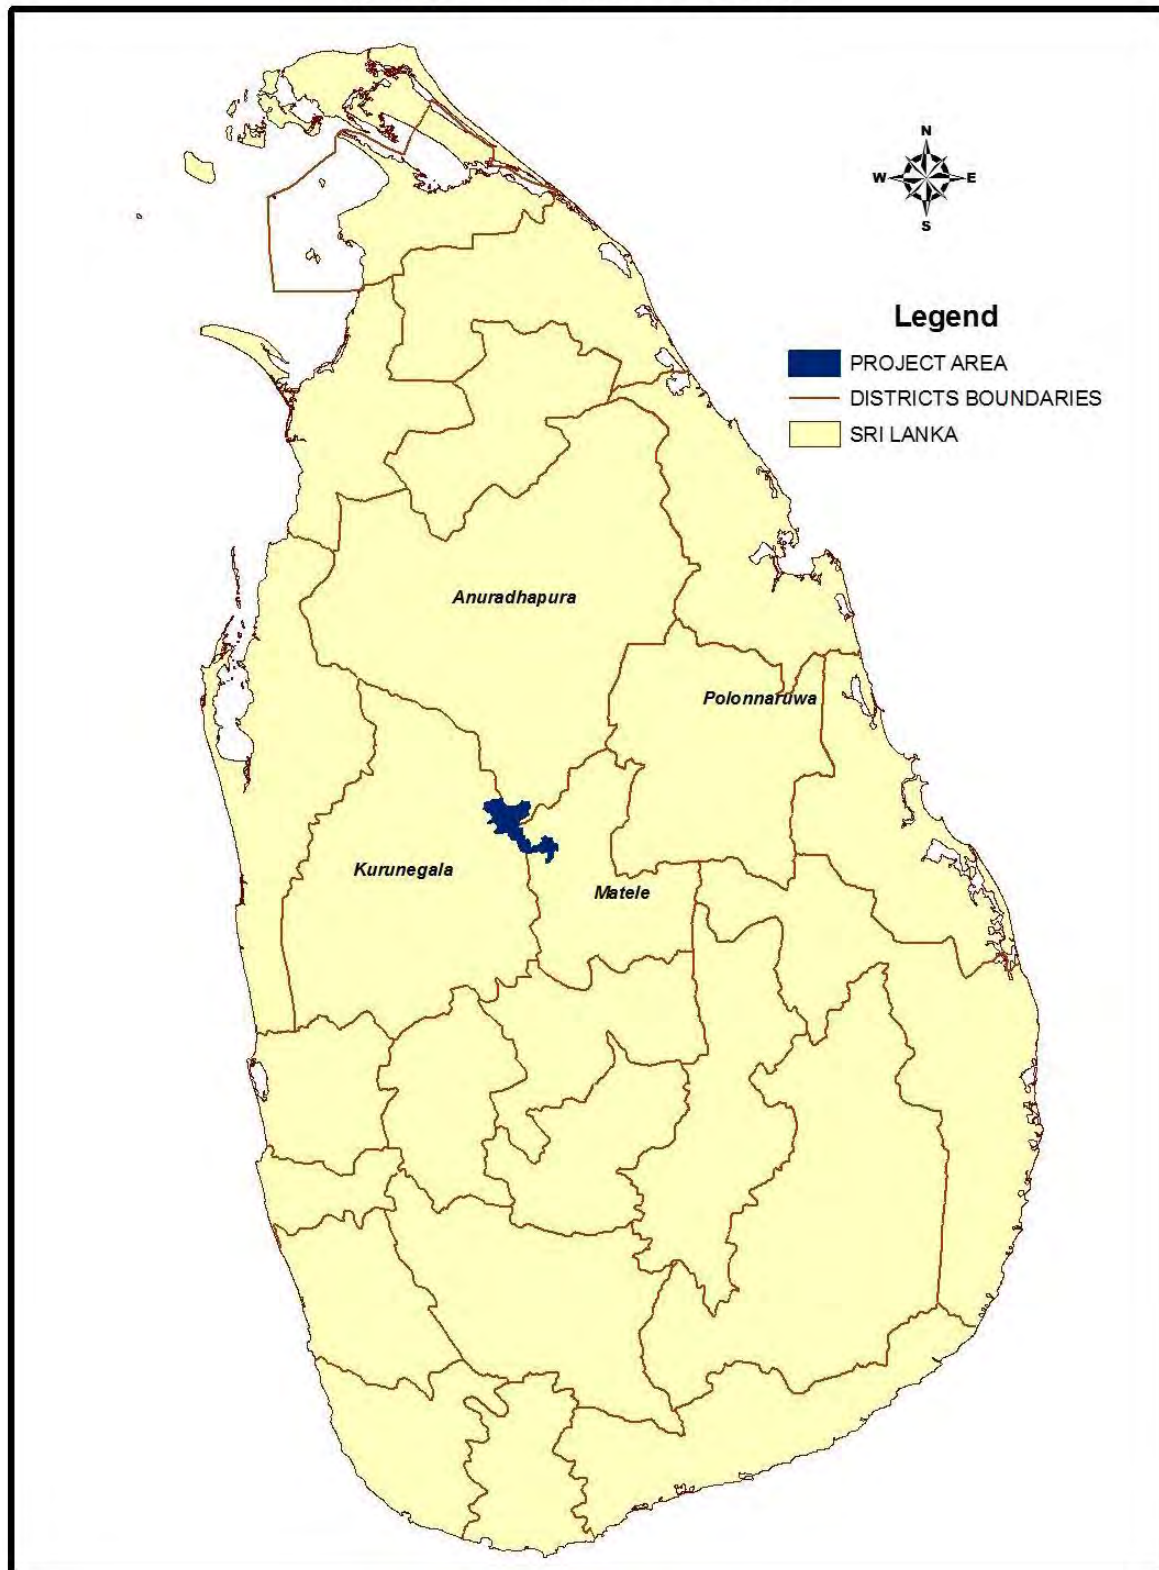 N
W E
S
Legend
PROJECT AREA
DISTRICTS BOUNDARIES
SRI LANKA
Anuradhapura
Polonnaruwa
Kurunegala
Matele